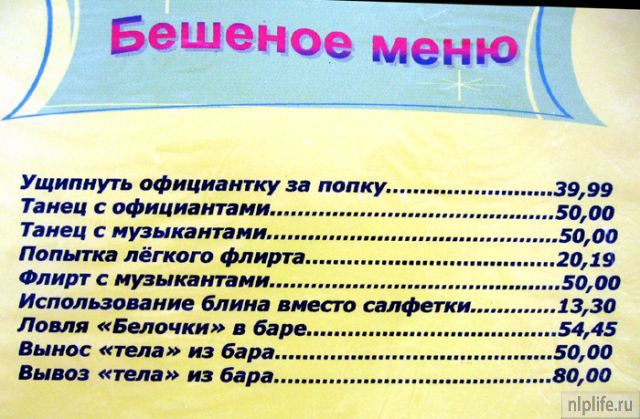 Бешеное меню
Ущипнуть официантку за попку......................39,99
Танец с официантами......................................50,00
Танец с музыкантами.......................................50,00
Попытка лёгкого флирта.................................20,19
Флирт с музыкантами.......................................50,00
Использование блина вместо салфетки............13,30
Ловля «Белочки» в баре.................................54,45
Вынос «тела» из бара.....................................50,00
Вывоз «тела» из бара.....................................80,00
nlplife.ru